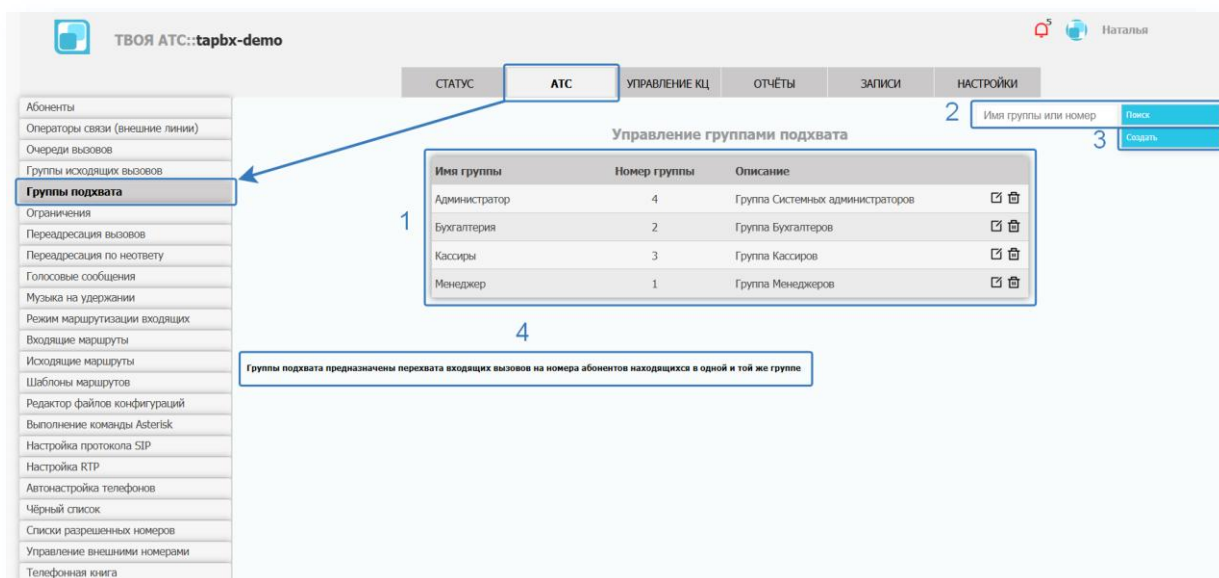 ТВОЯ АТС::tapbx-demo
5
Наталья
СТАТУС АТС УПРАВЛЕНИЕ КЦ ОТЧЁТЫ ЗАПИСИ НАСТРОЙКИ
Абоненты
Операторы связи (внешние линии)
Очереди вызовов
Группы исходящих вызовов
Группы подхвата
Ограничения
Переадресация вызовов
Переадресация по неответу
Голосовые сообщения
Музыка на удержании
Режим маршрутизации входящих
Входящие маршруты
Исходящие маршруты
Шаблоны маршрутов
Редактор файлов конфигураций
Выполнение команды Asterisk
Настройка протокола SIP
Настройка RTP
Автонастройка телефонов
Чёрный список
Списки разрешенных номеров
Управление внешними номерами
Телефонная книга
2 Имя группы или номер Поиск
3 Создать
Управление группами подхвата
1
Имя группы Номер группы Описание
Администратор 4 Группа Системных администраторов
Бухгалтерия 2 Группа Бухгалтеров
Кассиры 3 Группа Кассиров
Менеджер 1 Группа Менеджеров
4
Группы подхвата предназначены перехвата входящих вызовов на номера абонентов находящихся в одной и той же группе